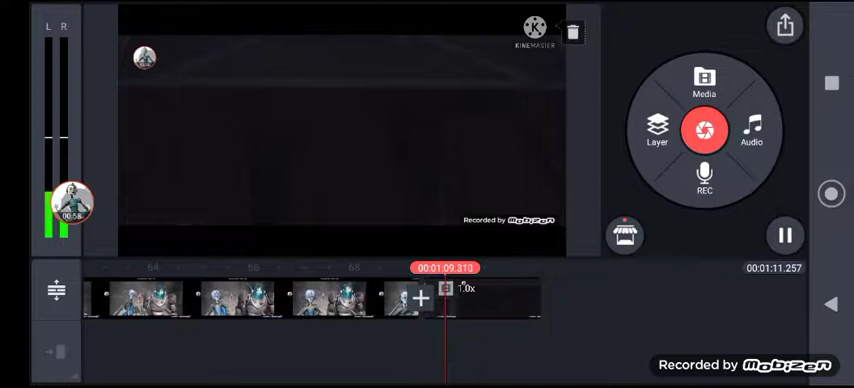 L R
KINEMASTER
Media
Layer
Audio
REC
00:58
Recorded by MOBIZEN
64 66 68
00:01:09.310
00:01:11.257
1.0x
Recorded by MOBIZEN